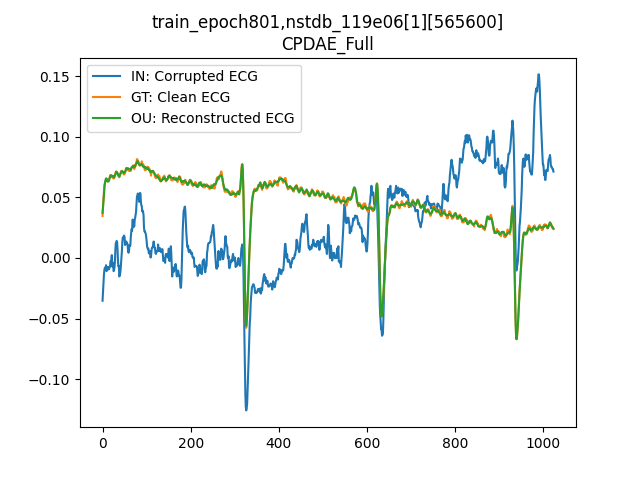 train_epoch801,nstdb_119e06[1][565600]
CPDAE_Full
IN: Corrupted ECG
GT: Clean ECG
OU: Reconstructed ECG
0.15
0.10
0.05
0.00
−0.05
−0.10
0 200 400 600 800 1000